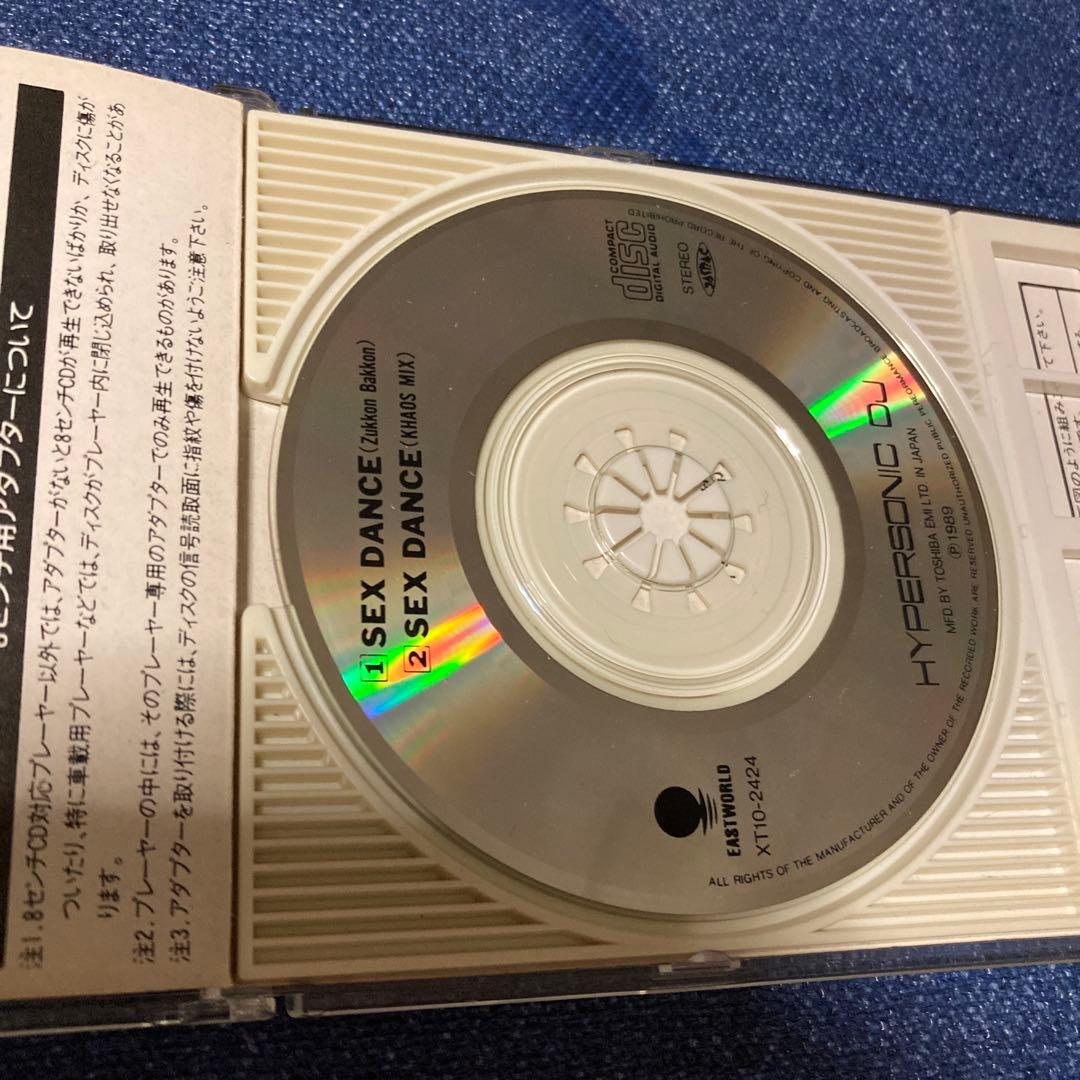 8センチ用アダプターについて
注1.8センチCD対応プレーヤー以外では、アダプターがないと8センチCDが再生できないばかりか、ディスクに傷が
ついたり、特に車載用プレーヤーなどでは、ディスクがプレーヤー内に閉じ込められ、取り出せなくなることがあ
ります。
注2.プレーヤーの中には、そのプレーヤー専用のアダプターでのみ再生できるものがあります。
注3.アダプターを取り付ける際には、ディスクの信号読取面に指紋や傷を付けないようご注意下さい。
1 SEX DANCE (Zukkon Bakkon)
2 SEX DANCE (KHAOS MIX)
COMPACT
disc
DIGITAL AUDIO
STEREO
JASRAC
HYPERSONIC DJ
MFD. BY TOSHIBA EMI LTD. IN JAPAN
Ⓟ1989
EASTWORLD
XT10-2424
ALL RIGHTS OF THE MANUFACTURER AND OF THE OWNER OF THE RECORDED WORK ARE RESERVED UNAUTHORIZED PUBLIC PERFORMANCE BROADCASTING AND COPYING OF THE RECORD PROHIBITED
て下さい。
図のように組み